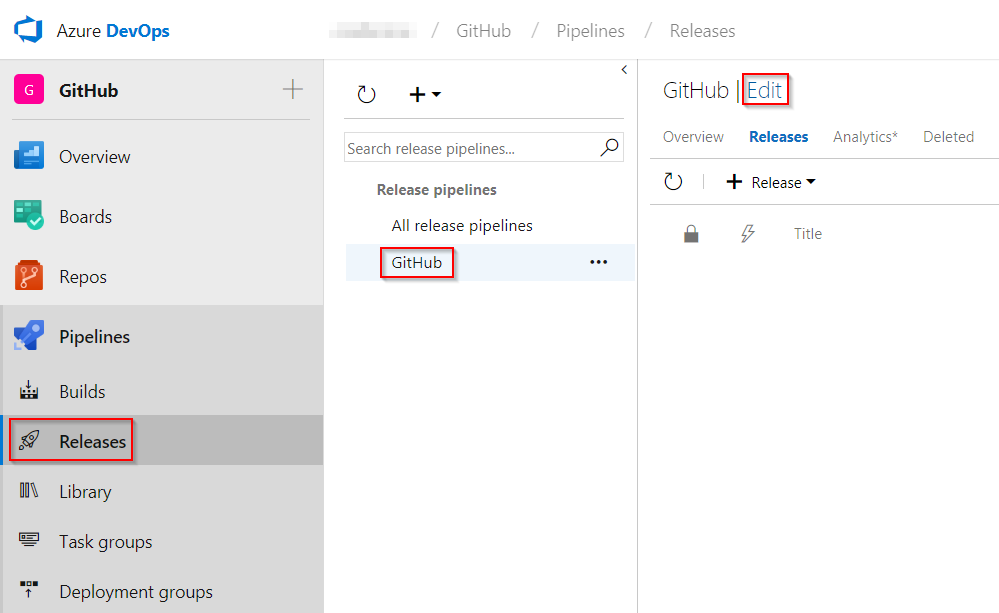 Azure DevOps
/ GitHub / Pipelines / Releases
G GitHub
Overview
Boards
Repos
Pipelines
Builds
Releases
Library
Task groups
Deployment groups
Search release pipelines...
Release pipelines
All release pipelines
GitHub
GitHub | Edit
Overview Releases Analytics* Deleted
Release
Title